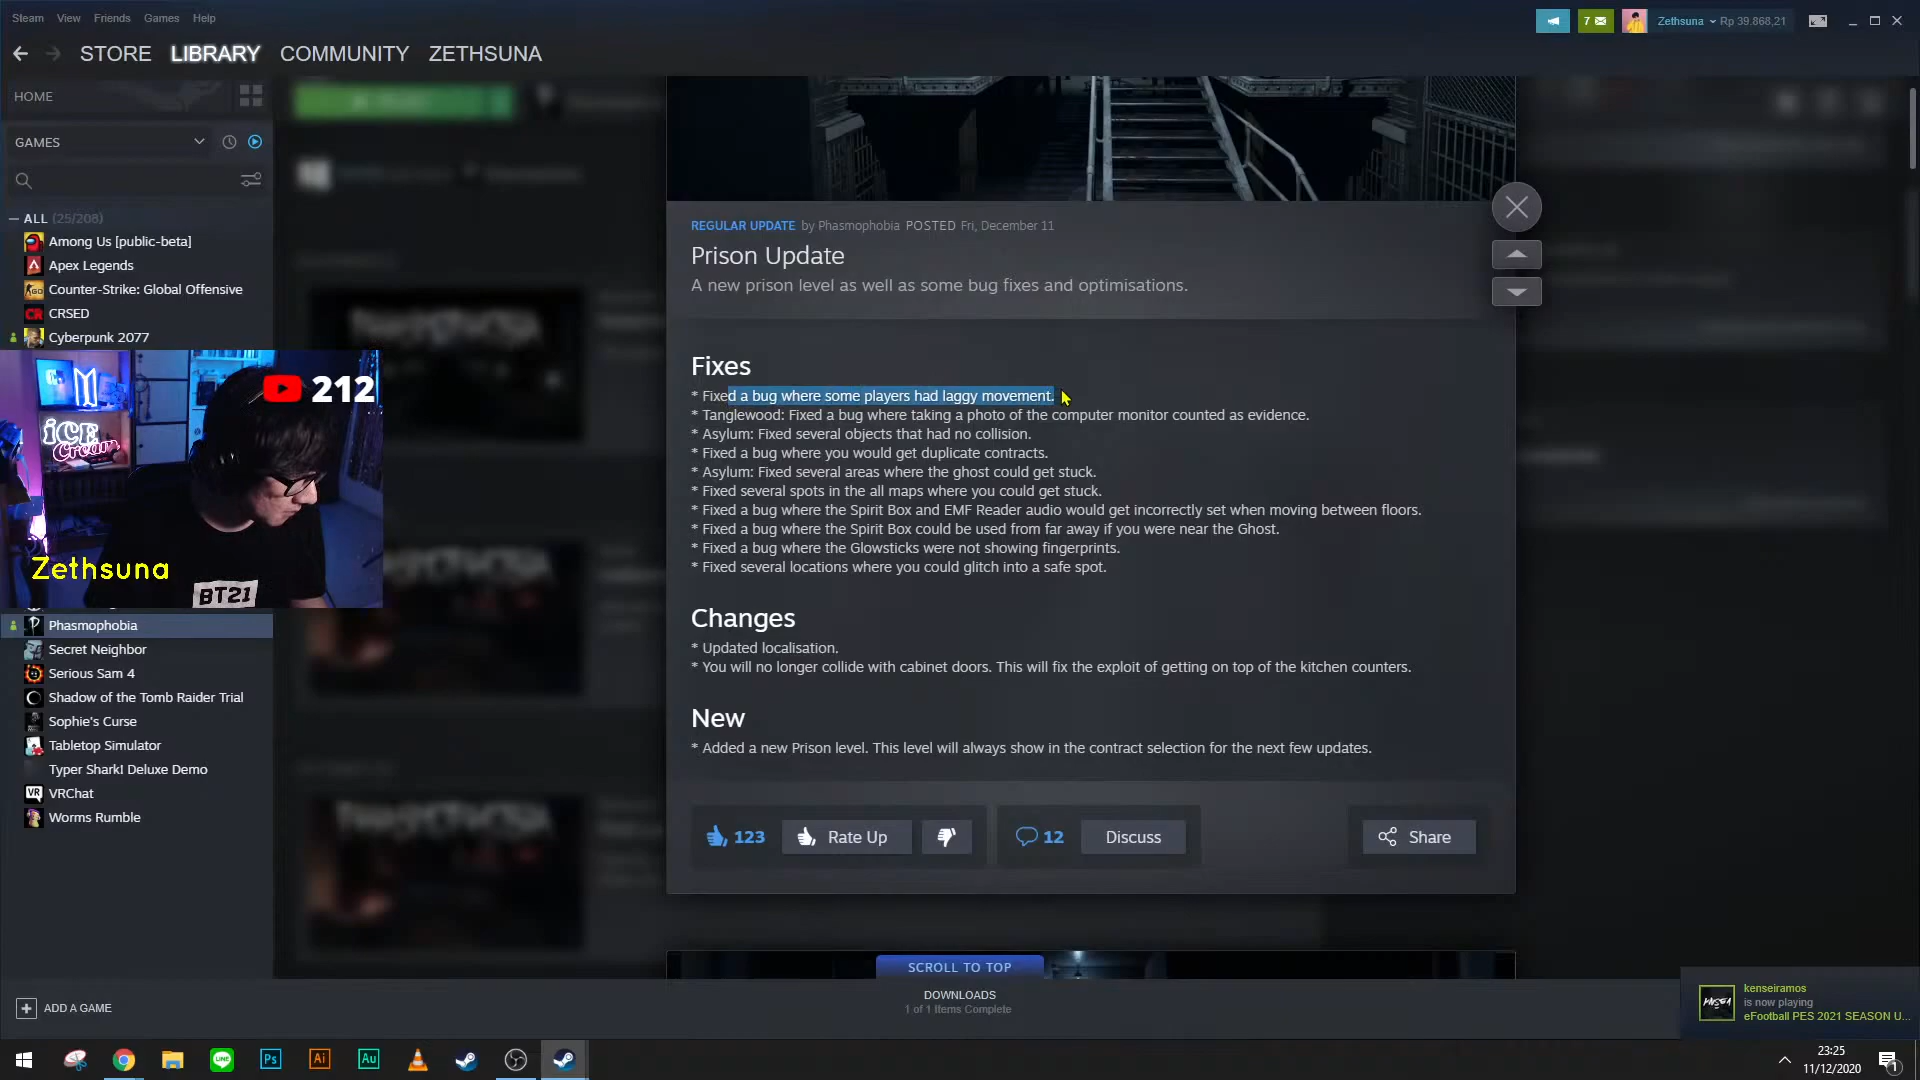 Steam View Friends Games Help
7
Zethsuna Rp 39.868,21
STORE LIBRARY COMMUNITY ZETHSUNA
HOME
GAMES
ALL (25/208)
Among Us [public-beta]
Apex Legends
Counter-Strike: Global Offensive
CRSED
Cyberpunk 2077
212
ice
Cream
Zethsuna
BT21
Phasmophobia
Secret Neighbor
Serious Sam 4
Shadow of the Tomb Raider Trial
Sophie's Curse
Tabletop Simulator
Typer Shark! Deluxe Demo
VRChat
Worms Rumble
ADD A GAME
REGULAR UPDATE by Phasmophobia POSTED Fri, December 11
Prison Update
A new prison level as well as some bug fixes and optimisations.
Fixes
* Fixed a bug where some players had laggy movement.
* Tanglewood: Fixed a bug where taking a photo of the computer monitor counted as evidence.
* Asylum: Fixed several objects that had no collision.
* Fixed a bug where you would get duplicate contracts.
* Asylum: Fixed several areas where the ghost could get stuck.
* Fixed several spots in the all maps where you could get stuck.
* Fixed a bug where the Spirit Box and EMF Reader audio would get incorrectly set when moving between floors.
* Fixed a bug where the Spirit Box could be used from far away if you were near the Ghost.
* Fixed a bug where the Glowsticks were not showing fingerprints.
* Fixed several locations where you could glitch into a safe spot.
Changes
* Updated localisation.
* You will no longer collide with cabinet doors. This will fix the exploit of getting on top of the kitchen counters.
New
* Added a new Prison level. This level will always show in the contract selection for the next few updates.
123 Rate Up 12 Discuss Share
SCROLL TO TOP
DOWNLOADS
1 of 1 Items Complete
kenseiramos
is now playing
eFootball PES 2021 SEASON U...
LINE Ps Ai Au
23:25
11/12/2020
1